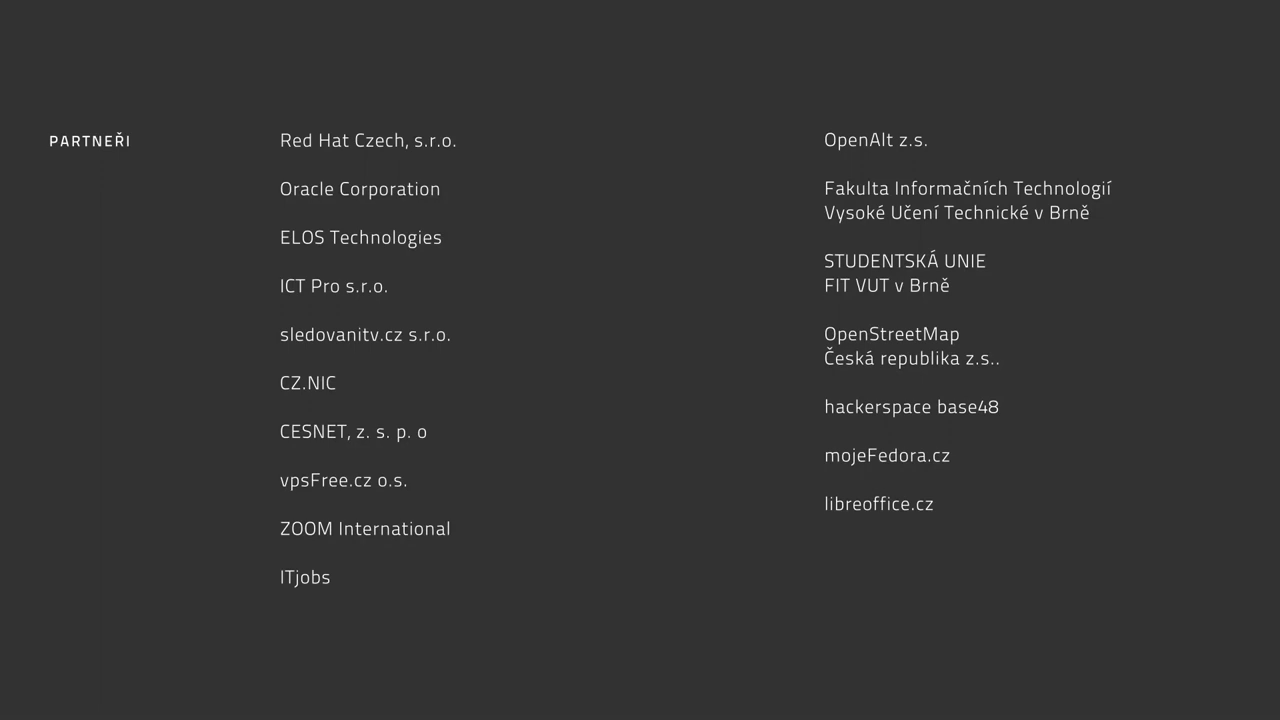 PARTNEŘI
Red Hat Czech, s.r.o.
Oracle Corporation
ELOS Technologies
ICT Pro s.r.o.
sledovanitv.cz s.r.o.
CZ.NIC
CESNET, z. s. p. o
vpsFree.cz o.s.
ZOOM International
ITjobs
OpenAlt z.s.
Fakulta Informačních Technologií
Vysoké Učení Technické v Brně
STUDENTSKÁ UNIE
FIT VUT v Brně
OpenStreetMap
Česká republika z.s..
hackerspace base48
mojeFedora.cz
libreoffice.cz